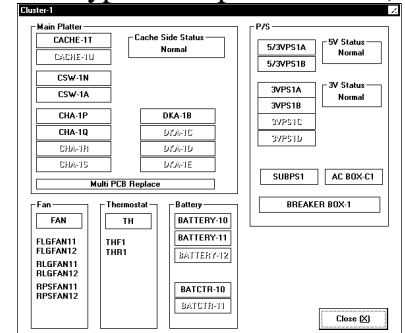 Cluster-1
Main Platter
CACHE-1T
CACHE-1U
Cache Side Status
Normal
CSW-1N
CSW-1A
CHA-1P
CHA-1Q
CHA-1R
CHA-1S
DKA-1B
DKA-1C
DKA-1D
DKA-1E
Multi PCB Replace
P/S
5/3VPS1A
5/3VPS1B
5V Status
Normal
3VPS1A
3VPS1B
3VPS1C
3VPS1D
3V Status
Normal
SUBPS1
AC BOX-C1
BREAKER BOX-1
Fan
FAN
FLGFAN11
FLGFAN12
RLGFAN11
RLGFAN12
RPSFAN11
RPSFAN12
Thermostat
TH
THF1
THR1
Battery
BATTERY-10
BATTERY-11
BATTERY-12
BATCTR-10
BATCTR-11
Close (X)